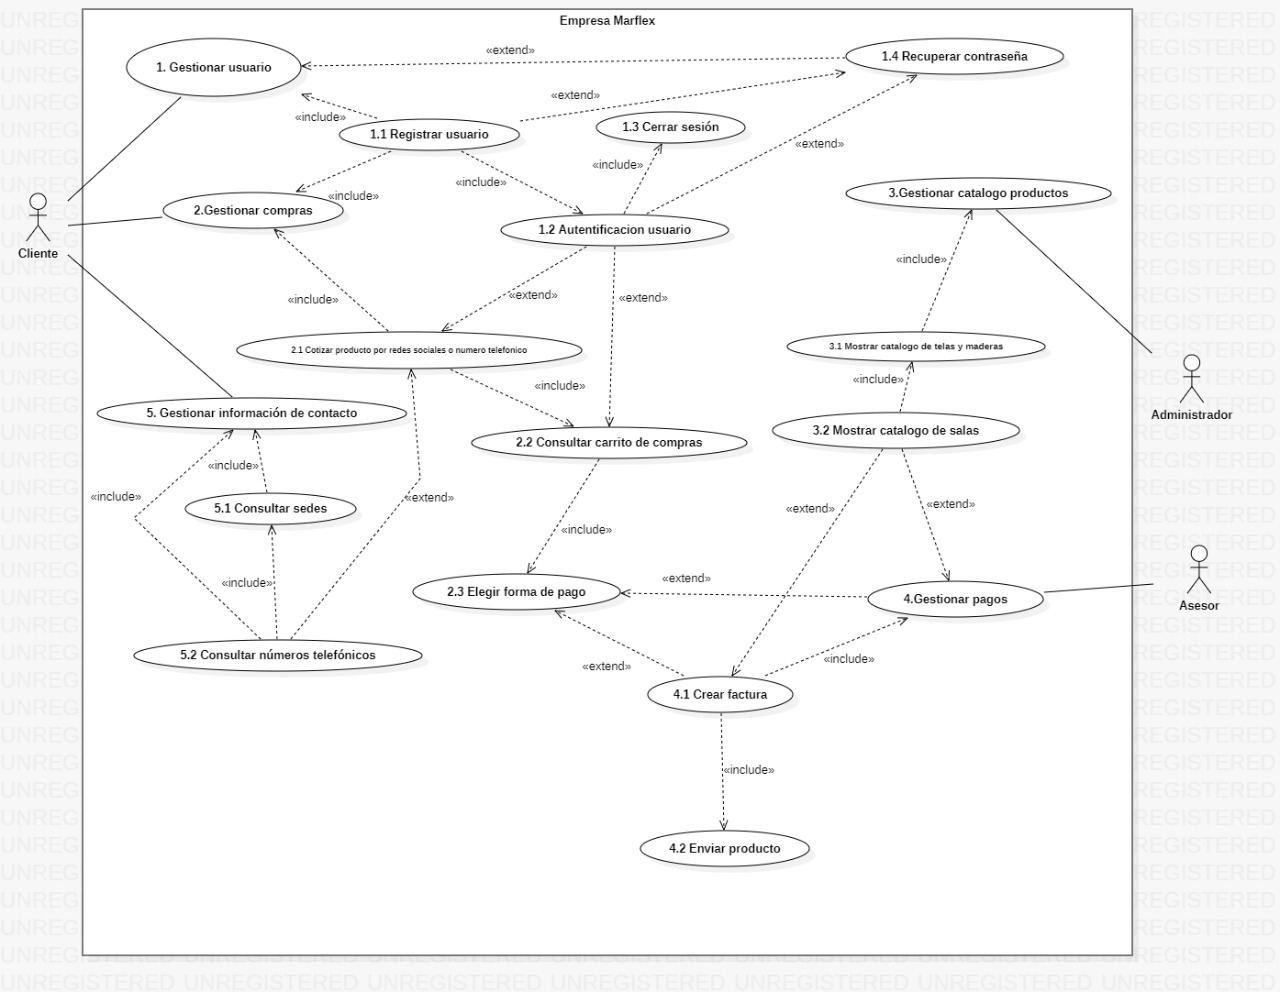 Empresa Marflex
1. Gestionar usuario
«extend»
1.4 Recuperar contraseña
«extend»
«include»
1.1 Registrar usuario
1.3 Cerrar sesión
«extend»
«include»
«include»
«include»
3.Gestionar catalogo productos
2.Gestionar compras
1.2 Autentificacion usuario
Cliente
«include»
«include»
«extend»
«extend»
2.1 Cotizar producto por redes sociales o numero telefonico
3.1 Mostrar catalogo de telas y maderas
«include»
«include»
5. Gestionar información de contacto
Administrador
3.2 Mostrar catalogo de salas
2.2 Consultar carrito de compras
«include»
«include»
«extend»
«extend»
5.1 Consultar sedes
«extend»
«include»
«include»
«extend»
2.3 Elegir forma de pago
4.Gestionar pagos
Asesor
5.2 Consultar números telefónicos
«extend»
«include»
4.1 Crear factura
«include»
4.2 Enviar producto
UNREGISTERED UNREGISTERED UNREGISTERED UNREGISTERED UNREGISTERED UNREGISTERED UNREGISTERED